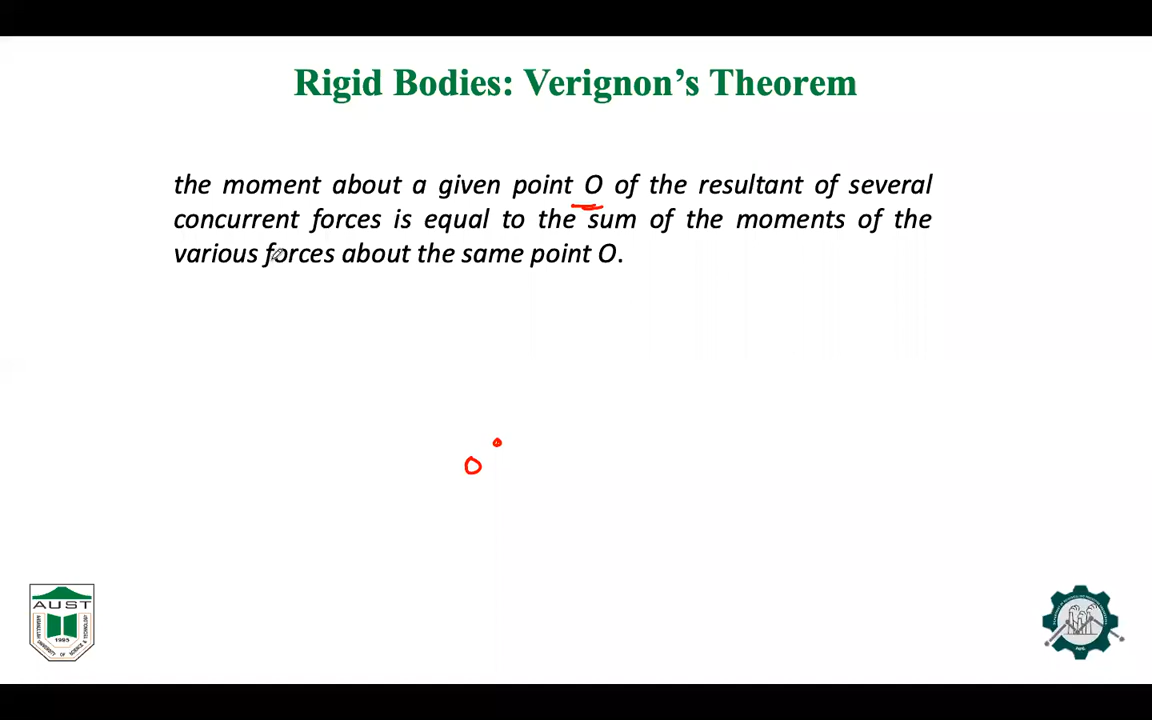 Rigid Bodies: Verignon’s Theorem
the moment about a given point O of the resultant of several
concurrent forces is equal to the sum of the moments of the
various forces about the same point O.
O
AUST
1995